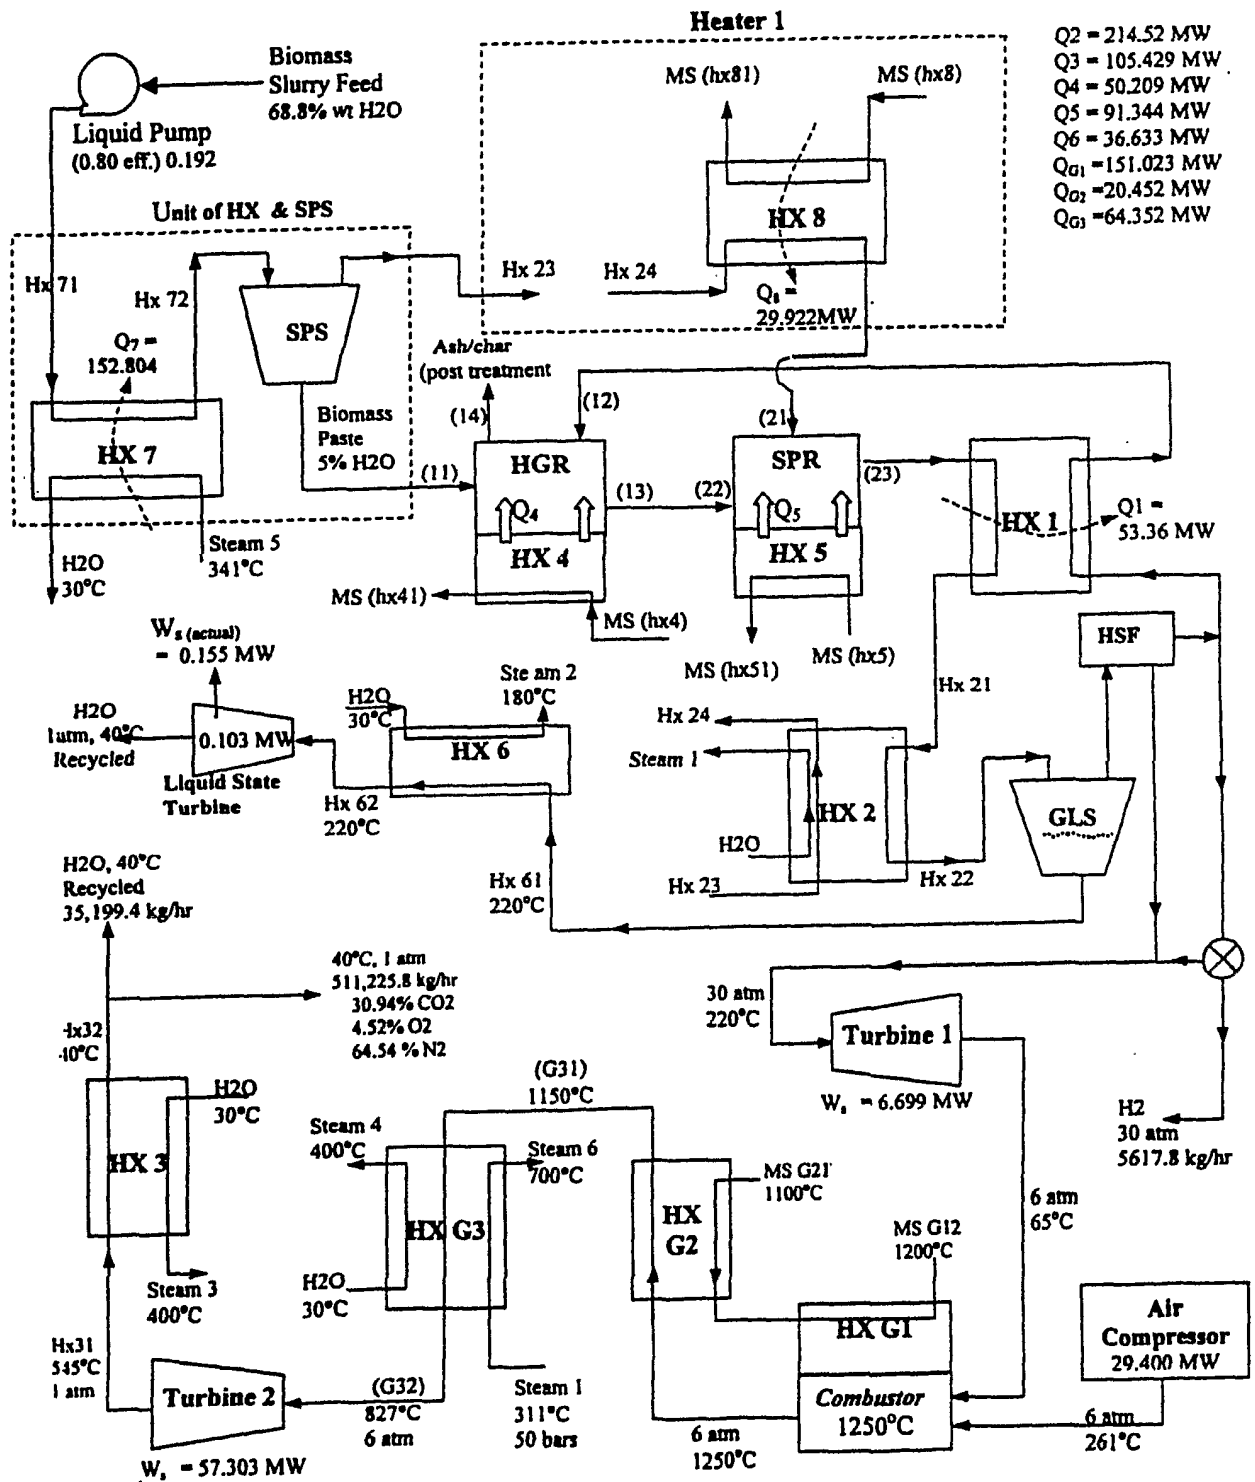 Heater 1
Q2 = 214.52 MW
Q3 = 105.429 MW
Q4 = 50.209 MW
Q5 = 91.344 MW
Q6 = 36.633 MW
QG1 =151.023 MW
QG2 =20.452 MW
QG3 =64.352 MW
Biomass
Slurry Feed
68.8% wt H2O
Liquid Pump
(0.80 eff.) 0.192
MS (hx81)
MS (hx8)
HX 8
Hx 23
Hx 24
Q8 =
29.922MW
Unit of HX & SPS
Hx 71
Hx 72
SPS
Q7 =
152.804
HX 7
Biomass
Paste
5% H2O
H2O
30°C
Steam 5
341°C
Ash/char
(post treatment
(14)
(12)
(11)
HGR
Q4
HX 4
(13)
(22)
(21)
SPR
Q5
HX 5
(23)
HX 1
Q1 =
53.36 MW
MS (hx41)
MS (hx4)
MS (hx51)
MS (hx5)
HSF
Hx 21
Ws (actual)
= 0.155 MW
H2O
1atm, 40°C
Recycled
0.103 MW
Liquid State
Turbine
H2O
30°C
Ste am 2
180°C
HX 6
Hx 62
220°C
Hx 61
220°C
Hx 24
Steam 1
HX 2
H2O
Hx 23
Hx 22
GLS
H2O, 40°C
Recycled
35,199.4 kg/hr
40°C, 1 atm
511,225.8 kg/hr
30.94% CO2
4.52% O2
64.54 % N2
30 atm
220°C
Turbine 1
Ws = 6.699 MW
H2
30 atm
5617.8 kg/hr
Hx32
40°C
HX 3
H2O
30°C
Steam 3
400°C
Hx31
545°C
1 atm
Turbine 2
Ws = 57.303 MW
(G31)
1150°C
Steam 4
400°C
Steam 6
700°C
HX G3
H2O
30°C
(G32)
827°C
6 atm
Steam 1
311°C
50 bars
HX
G2
MS G21
1100°C
MS G12
1200°C
6 atm
65°C
HX G1
Combustor
1250°C
6 atm
1250°C
Air
Compressor
29.400 MW
6 atm
261°C